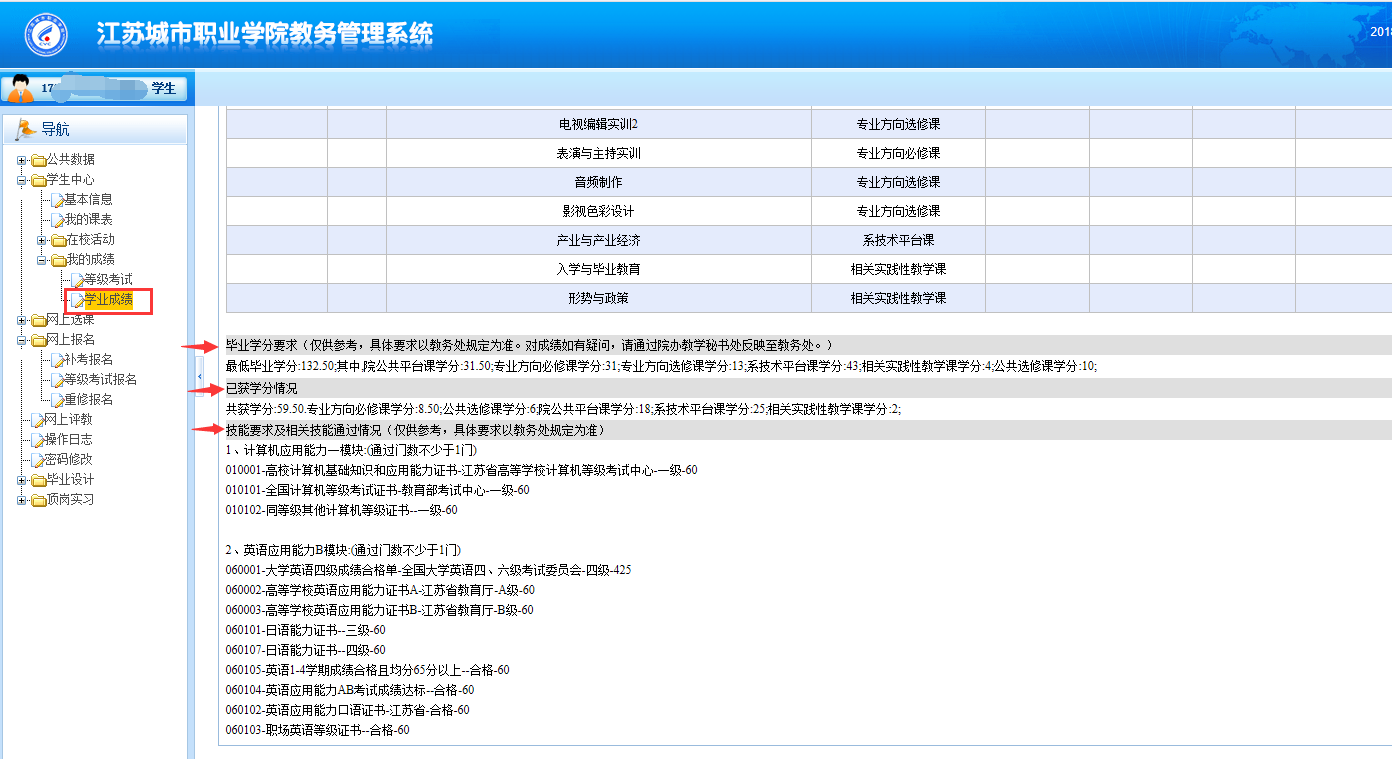 江苏城市职业学院教务管理系统
201
17
学生
导航
公共数据
学生中心
基本信息
我的课表
在校活动
我的成绩
等级考试
学业成绩
网上选课
网上报名
补考报名
等级考试报名
重修报名
网上评教
操作日志
密码修改
毕业设计
顶岗实习
电视编辑实训2 专业方向选修课
表演与主持实训 专业方向必修课
音频制作 专业方向选修课
影视色彩设计 专业方向选修课
产业与产业经济 系技术平台课
入学与毕业教育 相关实践性教学课
形势与政策 相关实践性教学课
毕业学分要求（仅供参考，具体要求以教务处规定为准。对成绩如有疑问，请通过院办教学秘书处反映至教务处。）
最低毕业学分:132.50;其中,院公共平台课学分:31.50;专业方向必修课学分:31;专业方向选修课学分:13;系技术平台课学分:43;相关实践性教学课学分:4;公共选修课学分:10;
已获学分情况
共获学分:59.50.专业方向必修课学分:8.50;公共选修课学分:6;院公共平台课学分:18;系技术平台课学分:25;相关实践性教学课学分:2;
技能要求及相关技能通过情况（仅供参考，具体要求以教务处规定为准）
1、计算机应用能力一模块:(通过门数不少于1门)
010001-高校计算机基础知识和应用能力证书-江苏省高等学校计算机等级考试中心-一级-60
010101-全国计算机等级考试证书-教育部考试中心-一级-60
010102-同等级其他计算机等级证书--一级-60
2、英语应用能力B模块:(通过门数不少于1门)
060001-大学英语四级成绩合格单-全国大学英语四、六级考试委员会-四级-425
060002-高等学校英语应用能力证书A-江苏省教育厅-A级-60
060003-高等学校英语应用能力证书B-江苏省教育厅-B级-60
060101-日语能力证书--三级-60
060107-日语能力证书--四级-60
060105-英语1-4学期成绩合格且均分65分以上--合格-60
060104-英语应用能力AB考试成绩达标--合格-60
060102-英语应用能力口语证书-江苏省-合格-60
060103-职场英语等级证书--合格-60